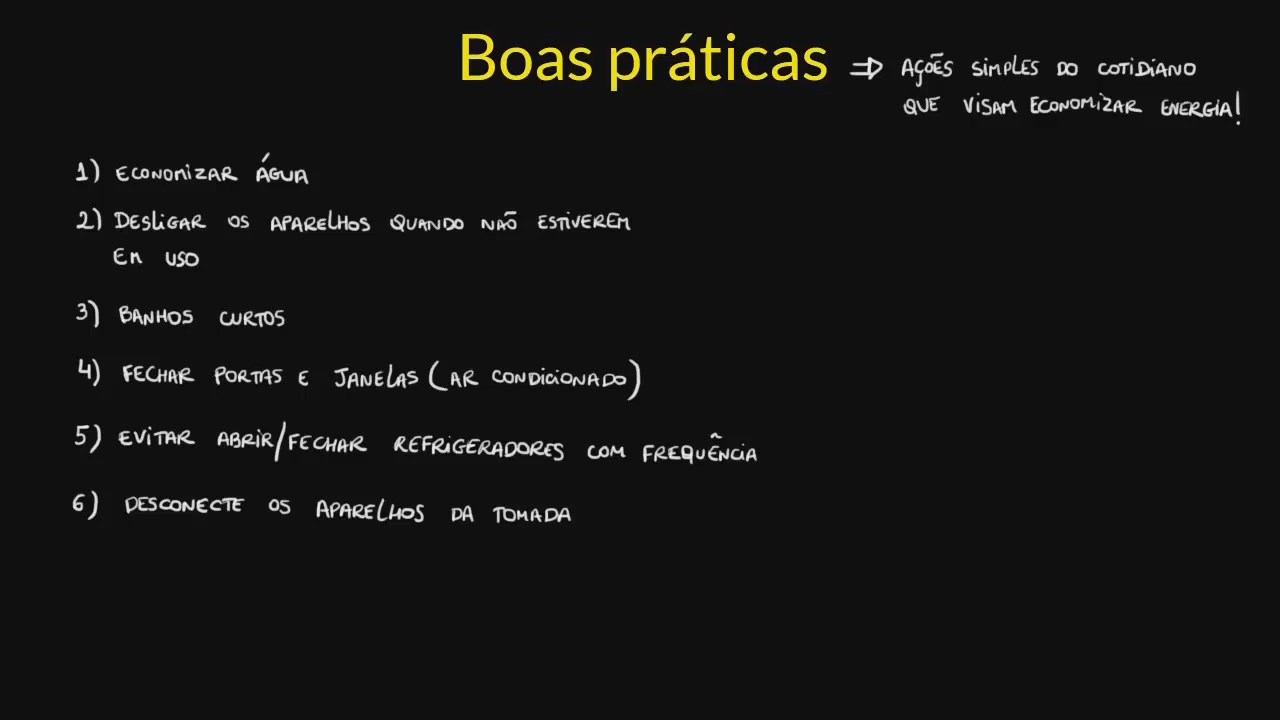 Boas práticas ⇒ AÇÕES SIMPLES DO COTIDIANO
QUE VISAM ECONOMIZAR ENERGIA!
1) ECONOMIZAR ÁGUA
2) DESLIGAR OS APARELHOS QUANDO NÃO ESTIVEREM
EM USO
3) BANHOS CURTOS
4) FECHAR PORTAS E JANELAS (AR CONDICIONADO)
5) EVITAR ABRIR/FECHAR REFRIGERADORES COM FREQUÊNCIA
6) DESCONECTE OS APARELHOS DA TOMADA